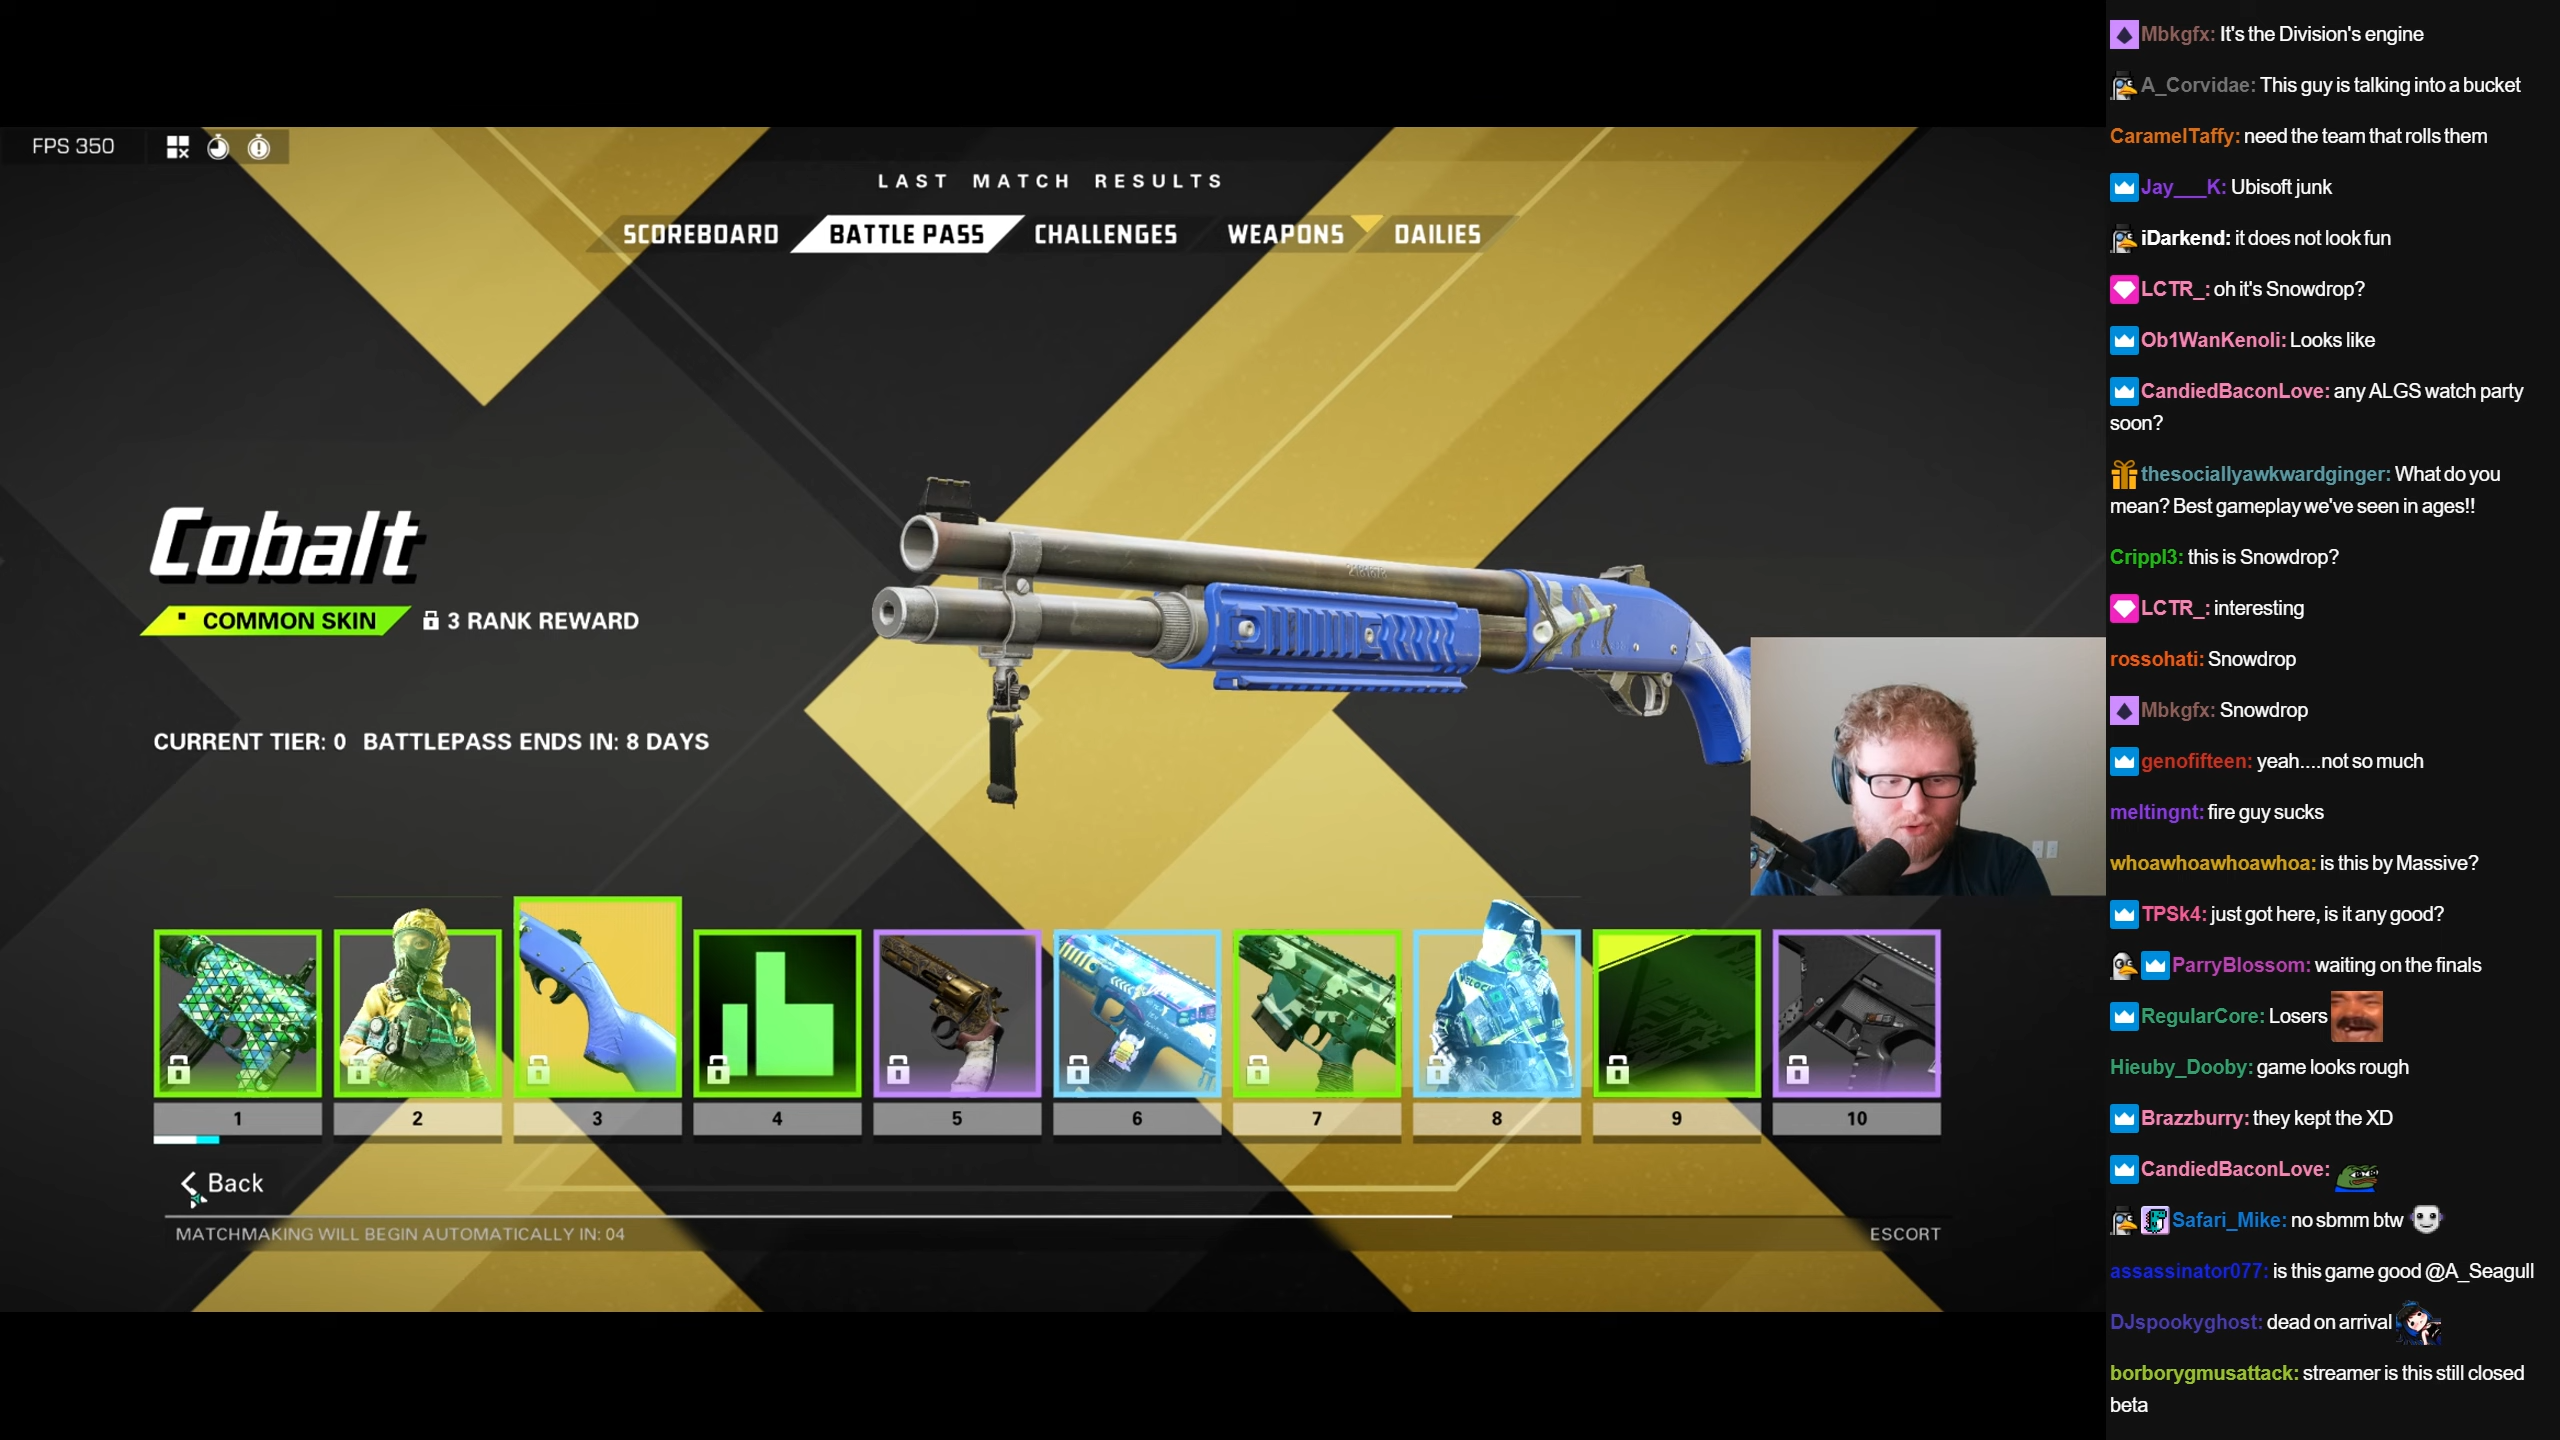 FPS 350
LAST MATCH RESULTS
SCOREBOARD
BATTLE PASS
CHALLENGES
WEAPONS
DAILIES
Cobalt
COMMON SKIN
3 RANK REWARD
CURRENT TIER: 0 BATTLEPASS ENDS IN: 8 DAYS
1
2
3
4
5
6
7
8
9
10
Back
MATCHMAKING WILL BEGIN AUTOMATICALLY IN: 04
ESCORT
Mbkgfx: It's the Division's engine
A_Corvidae: This guy is talking into a bucket
CaramelTaffy: need the team that rolls them
Jay___K: Ubisoft junk
iDarkend: it does not look fun
LCTR_: oh it's Snowdrop?
Ob1WanKenoli: Looks like
CandiedBaconLove: any ALGS watch party
soon?
thesociallyawkwardginger: What do you
mean? Best gameplay we've seen in ages!!
Crippl3: this is Snowdrop?
LCTR_: interesting
rossohati: Snowdrop
Mbkgfx: Snowdrop
genofifteen: yeah....not so much
meltingnt: fire guy sucks
whoawhoawhoawhoa: is this by Massive?
TPSk4: just got here, is it any good?
ParryBlossom: waiting on the finals
RegularCore: Losers
Hieuby_Dooby: game looks rough
Brazzburry: they kept the XD
CandiedBaconLove:
Safari_Mike: no sbmm btw
assassinator077: is this game good @A_Seagull
DJspookyghost: dead on arrival
borborygmusattack: streamer is this still closed
beta